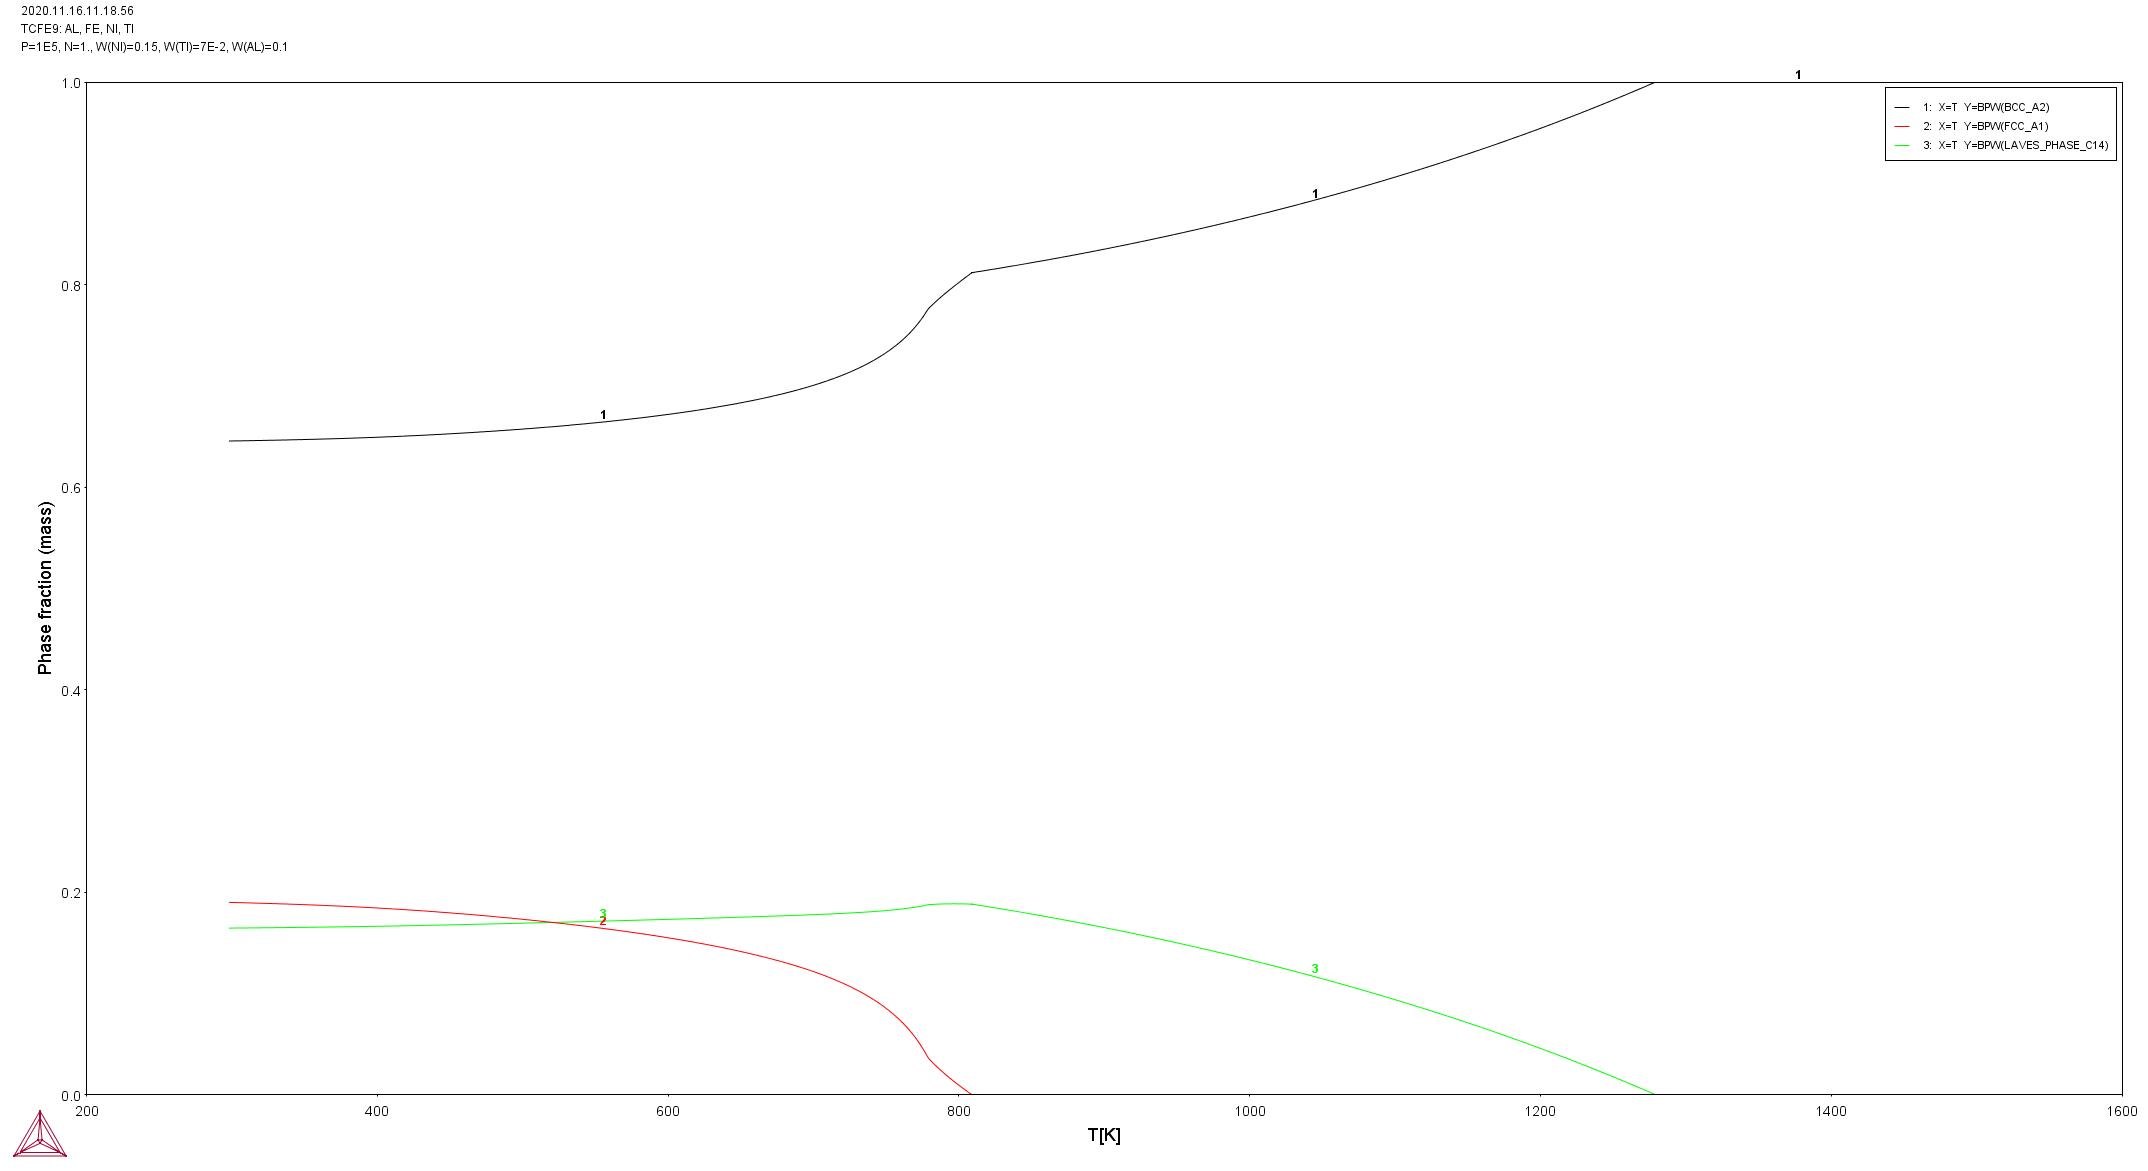 2020.11.16.11.18.56
TCFE9: AL, FE, NI, TI
P=1E5, N=1., W(NI)=0.15, W(TI)=7E-2, W(AL)=0.1
1
1.0
1: X=T Y=BPW(BCC_A2)
2: X=T Y=BPW(FCC_A1)
3: X=T Y=BPW(LAVES_PHASE_C14)
1
0.8
1
0.6
Phase fraction (mass)
0.4
0.2
3
2
3
0.0
200 400 600 800 1000 1200 1400 1600
T[K]